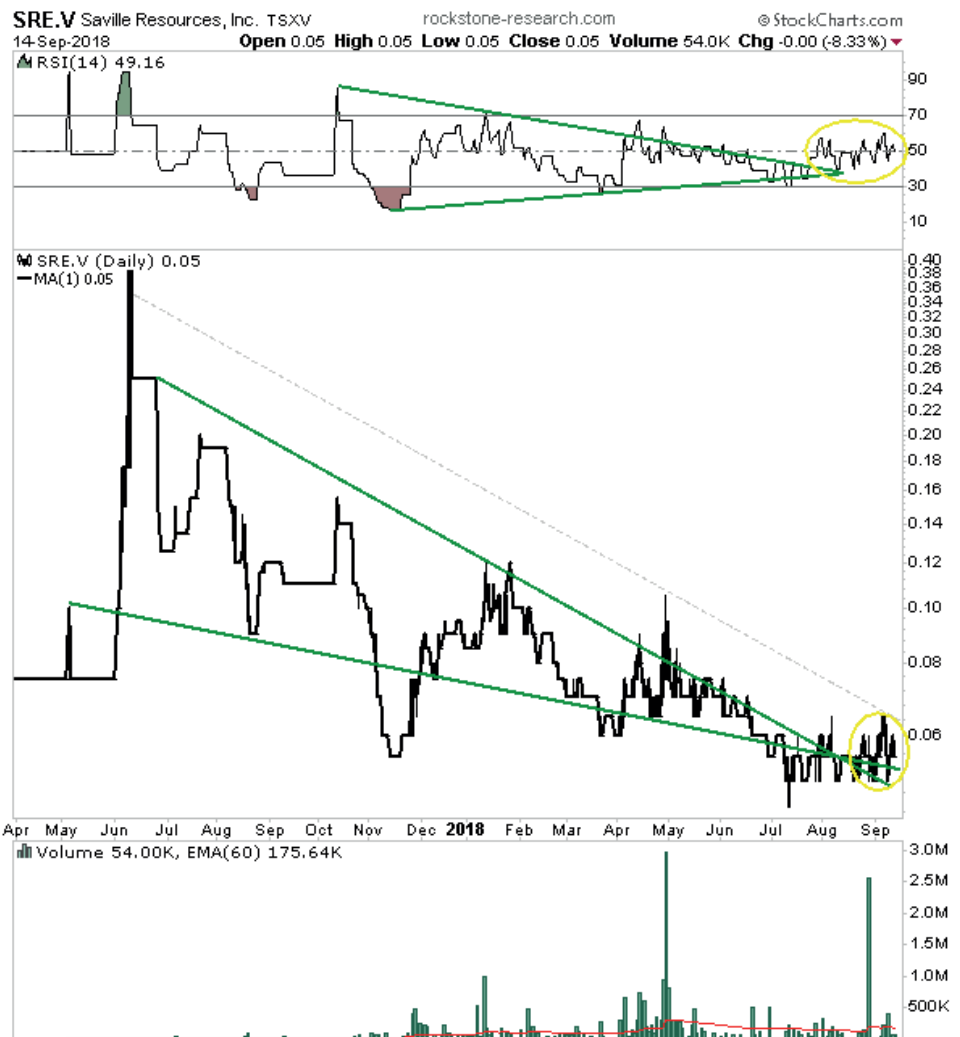 SRE.V Saville Resources, Inc. TSXV rockstone-research.com © StockCharts.com
14-Sep-2018 Open 0.05 High 0.05 Low 0.05 Close 0.05 Volume 54.0K Chg -0.00 (-8.33%)
RSI(14) 49.16
90
70
50
30
10
SRE.V (Daily) 0.05
MA(1) 0.05
0.40
0.38
0.36
0.34
0.32
0.30
0.28
0.26
0.24
0.22
0.20
0.18
0.16
0.14
0.12
0.10
0.08
0.06
Apr May Jun Jul Aug Sep Oct Nov Dec 2018 Feb Mar Apr May Jun Jul Aug Sep
Volume 54.00K, EMA(60) 175.64K
3.0M
2.5M
2.0M
1.5M
1.0M
500K